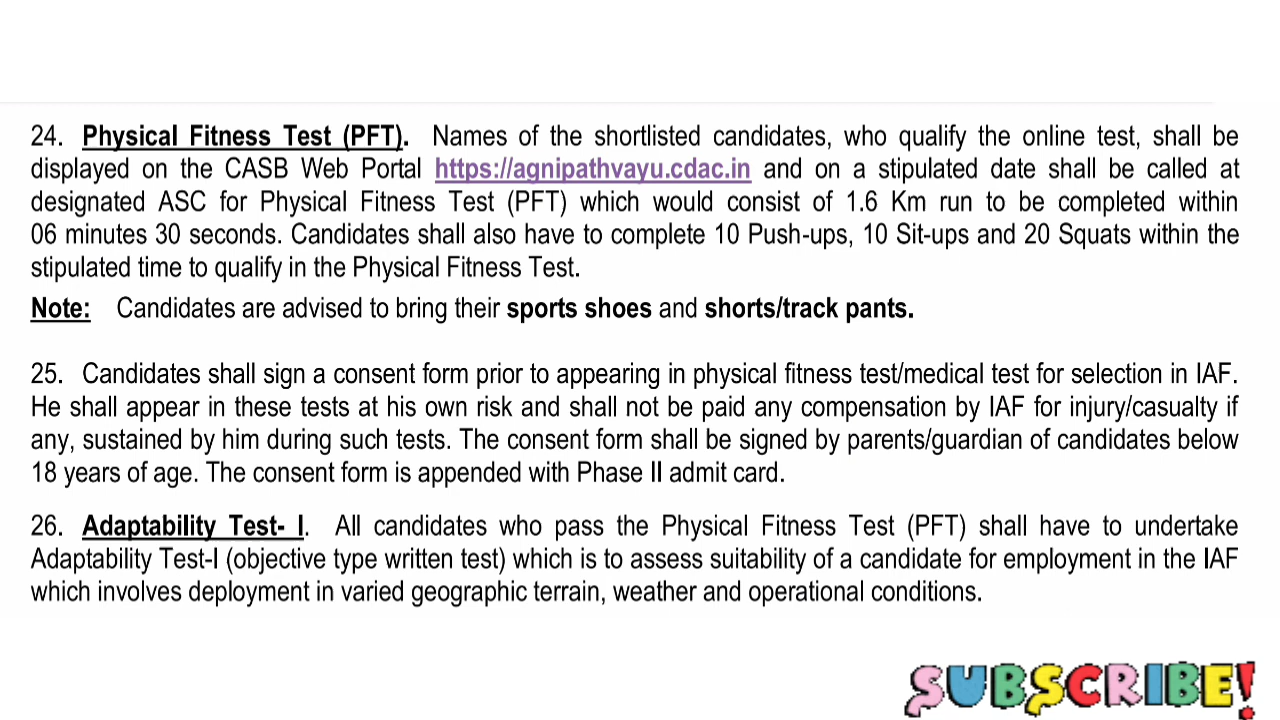 24. Physical Fitness Test (PFT). Names of the shortlisted candidates, who qualify the online test, shall be
displayed on the CASB Web Portal https://agnipathvayu.cdac.in and on a stipulated date shall be called at
designated ASC for Physical Fitness Test (PFT) which would consist of 1.6 Km run to be completed within
06 minutes 30 seconds. Candidates shall also have to complete 10 Push-ups, 10 Sit-ups and 20 Squats within the
stipulated time to qualify in the Physical Fitness Test.
Note: Candidates are advised to bring their sports shoes and shorts/track pants.
25. Candidates shall sign a consent form prior to appearing in physical fitness test/medical test for selection in IAF.
He shall appear in these tests at his own risk and shall not be paid any compensation by IAF for injury/casualty if
any, sustained by him during such tests. The consent form shall be signed by parents/guardian of candidates below
18 years of age. The consent form is appended with Phase II admit card.
26. Adaptability Test- I. All candidates who pass the Physical Fitness Test (PFT) shall have to undertake
Adaptability Test-I (objective type written test) which is to assess suitability of a candidate for employment in the IAF
which involves deployment in varied geographic terrain, weather and operational conditions.
SUBSCRIBE!